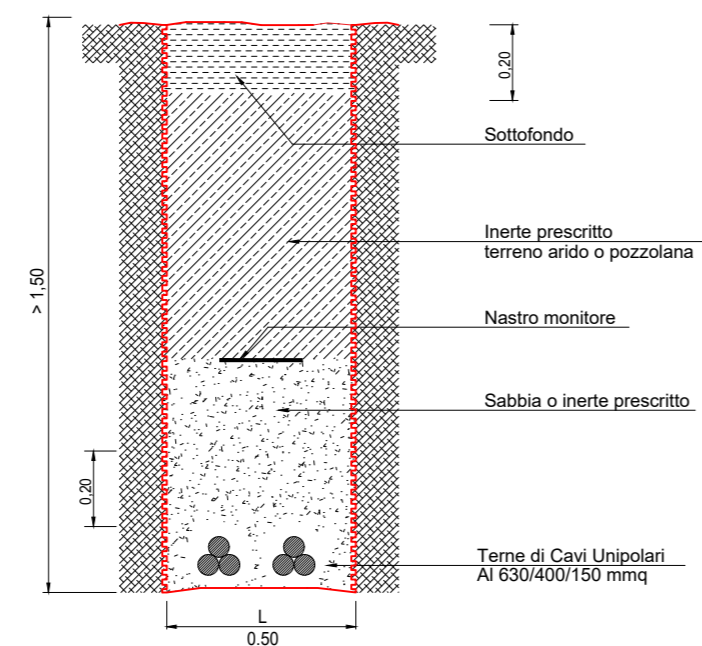 0,20
Sottofondo
Inerte prescritto
terreno arido o pozzolana
> 1,50
Nastro monitore
Sabbia o inerte prescritto
0,20
Terne di Cavi Unipolari
Al 630/400/150 mmq
L
0.50